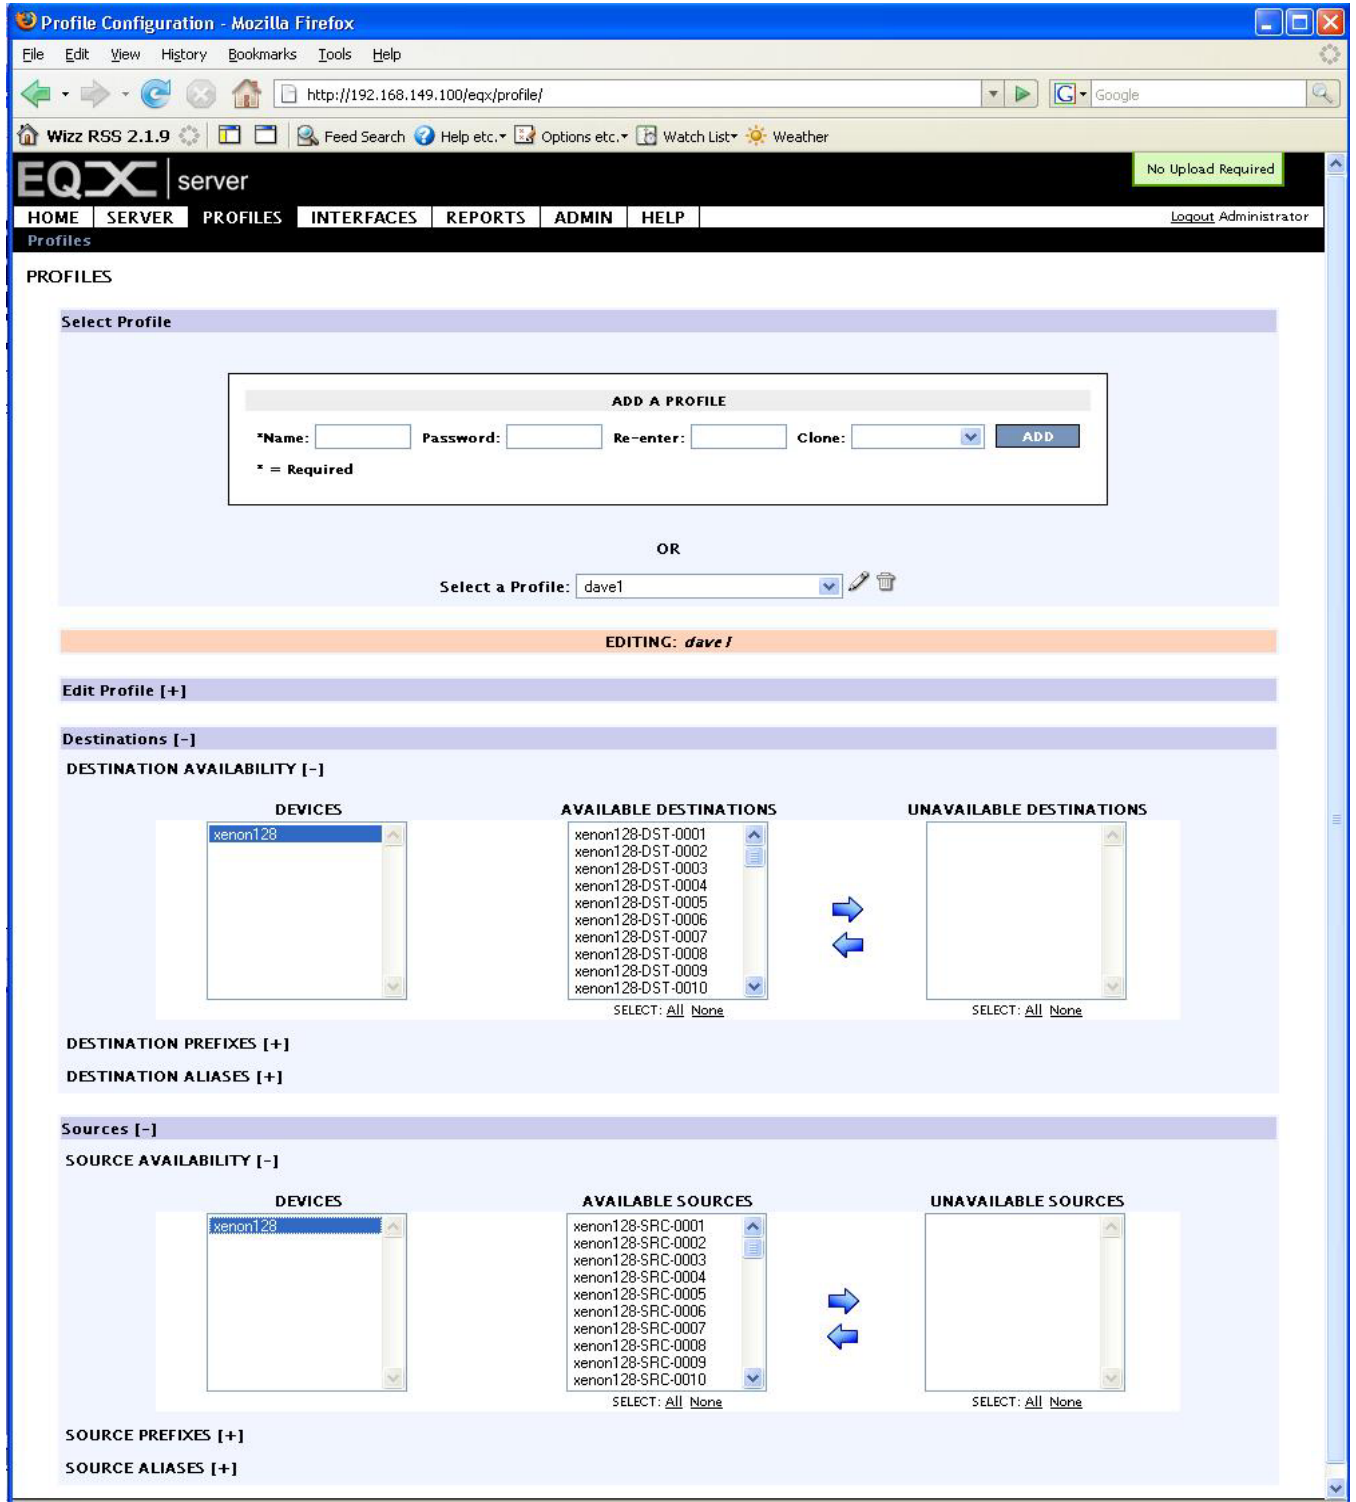 Profile Configuration - Mozilla Firefox
File Edit View History Bookmarks Tools Help
http://192.168.149.100/eqx/profile/
G Google
Wizz RSS 2.1.9 Feed Search Help etc. Options etc. Watch List Weather
EQX server
No Upload Required
HOME SERVER PROFILES INTERFACES REPORTS ADMIN HELP Logout Administrator
Profiles
PROFILES
Select Profile
ADD A PROFILE
*Name: Password: Re-enter: Clone: ADD
* = Required
OR
Select a Profile: dave1
EDITING: dave1
Edit Profile [+]
Destinations [-]
DESTINATION AVAILABILITY [-]
DEVICES AVAILABLE DESTINATIONS UNAVAILABLE DESTINATIONS
xenon128
xenon128-DST-0001
xenon128-DST-0002
xenon128-DST-0003
xenon128-DST-0004
xenon128-DST-0005
xenon128-DST-0006
xenon128-DST-0007
xenon128-DST-0008
xenon128-DST-0009
xenon128-DST-0010
SELECT: All None SELECT: All None
DESTINATION PREFIXES [+]
DESTINATION ALIASES [+]
Sources [-]
SOURCE AVAILABILITY [-]
DEVICES AVAILABLE SOURCES UNAVAILABLE SOURCES
xenon128
xenon128-SRC-0001
xenon128-SRC-0002
xenon128-SRC-0003
xenon128-SRC-0004
xenon128-SRC-0005
xenon128-SRC-0006
xenon128-SRC-0007
xenon128-SRC-0008
xenon128-SRC-0009
xenon128-SRC-0010
SELECT: All None SELECT: All None
SOURCE PREFIXES [+]
SOURCE ALIASES [+]